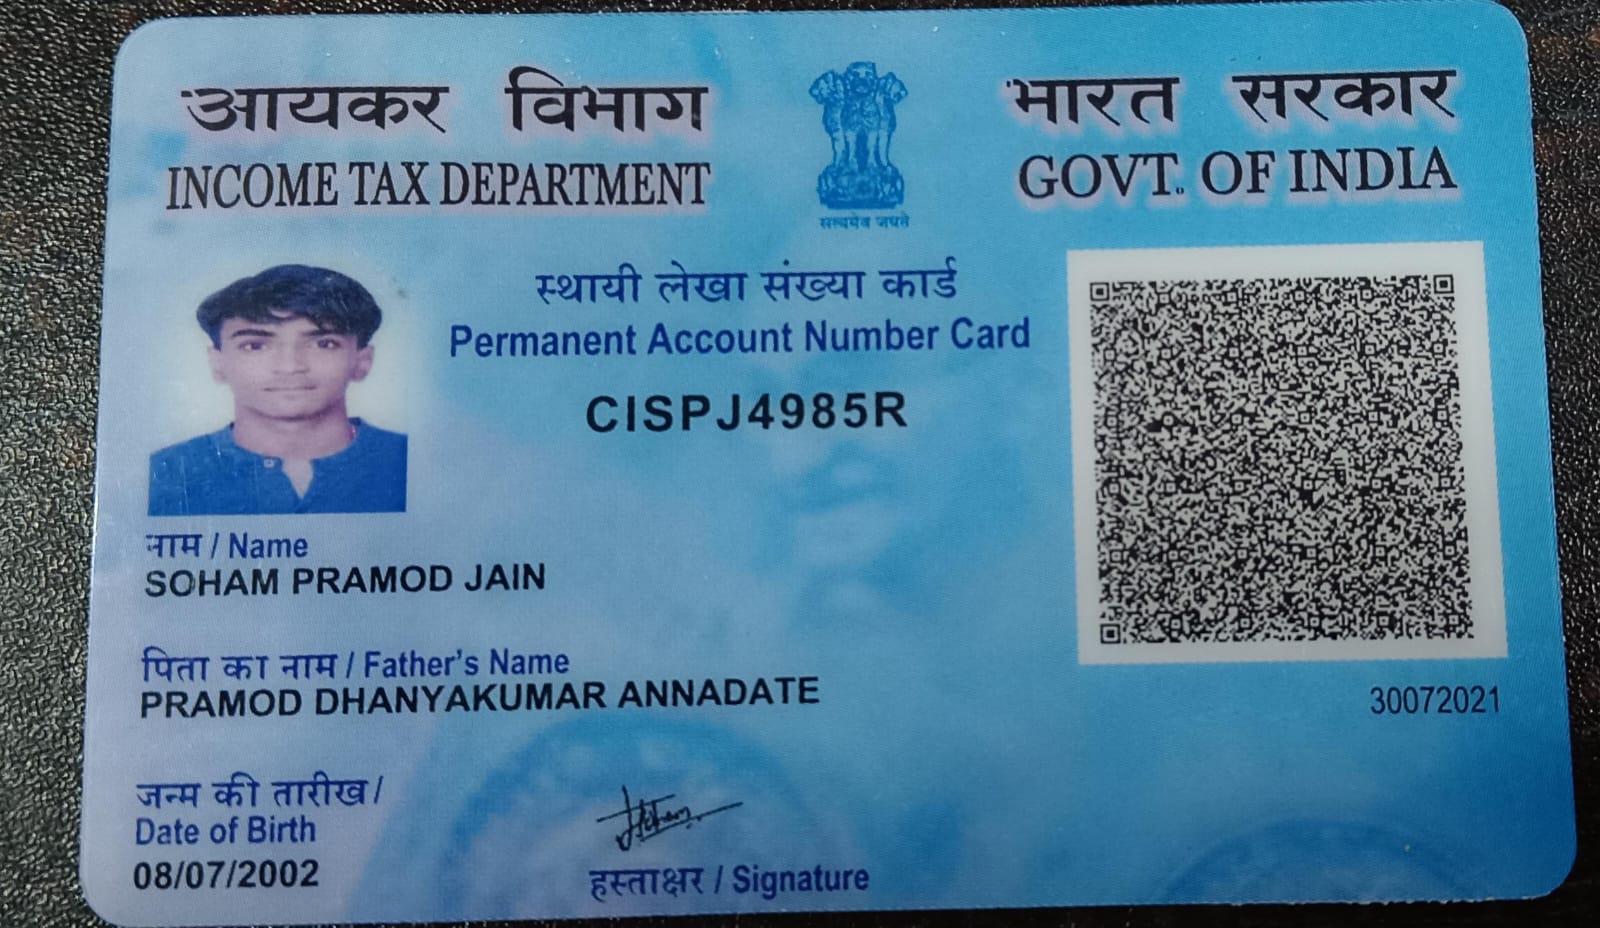 आयकर विभाग
INCOME TAX DEPARTMENT
सत्यमेव जयते
भारत सरकार
GOVT. OF INDIA
स्थायी लेखा संख्या कार्ड
Permanent Account Number Card
CISPJ4985R
नाम / Name
SOHAM PRAMOD JAIN
पिता का नाम / Father's Name
PRAMOD DHANYAKUMAR ANNADATE
30072021
जन्म की तारीख /
Date of Birth
08/07/2002
हस्ताक्षर / Signature